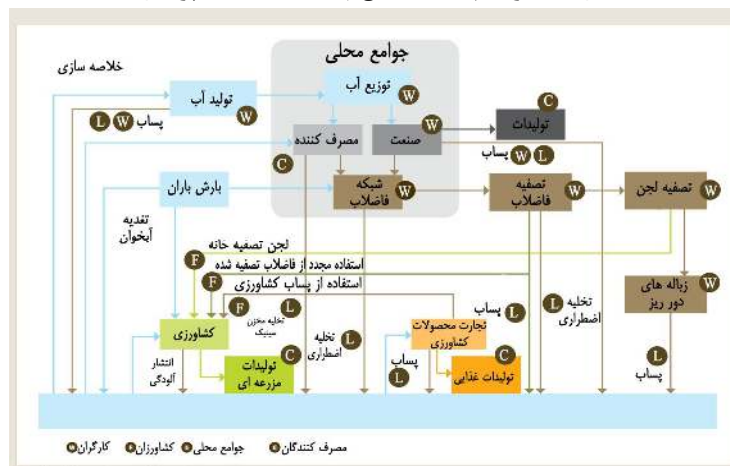 جوامع محلی
خلاصه سازی
توزیع آب
W
تولید آب
W
پساب W L
مصرف کننده
C
صنعت
W
تولیدات
C
پساب W L
بارش باران
شبکه
فاضلاب
W
تصفیه
فاضلاب
W
تصفیه لجن
W
تغدیه
آبخوان
لجن تصفیه خانه
F
استفاده مجدد از فاضلاب تصفیه شده
F
استفاده از پساب کشاورزی
F
زباله های
دور ریز
W
تخلیه
اضطراری
L
کشاورزی
F
تخلیه مخزن
L
تخلیه
اضطراری
L
پساب
L
تجارت محصولات
کشاورزی
انتشار
آلودگی
تولیدات
مزرعه ای
C
پساب
L
تولیدات غذایی
C
L
پساب
کارگران
کشاورزان
جوامع محلی
مصرف کنندگان